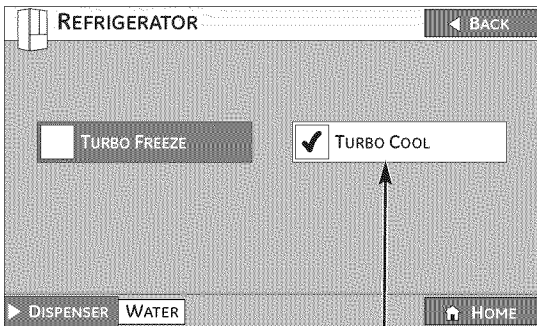 REFRIGERATOR
BACK
TURBO FREEZE
TURBO COOL
DISPENSER WATER
HOME